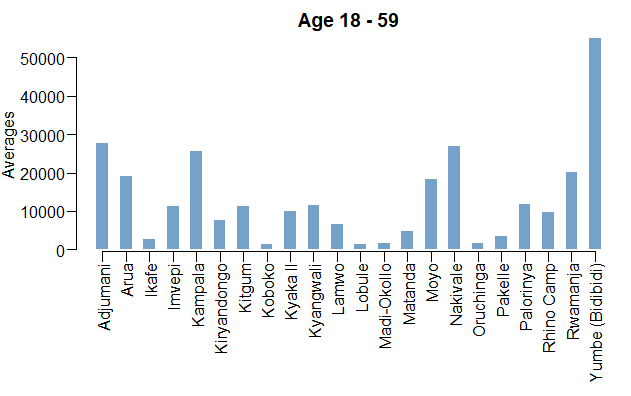 Age 18 - 59
Averages
50000
40000
30000
20000
10000
0
Adjumani
Arua
Ikafe
Imvepi
Kampala
Kiryandongo
Kitgum
Koboko
Kyaka II
Kyangwali
Lamwo
Lobule
Madi-Okollo
Matanda
Moyo
Nakivale
Oruchinga
Pakelle
Palorinya
Rhino Camp
Rwamanja
Yumbe (Bidibidi)